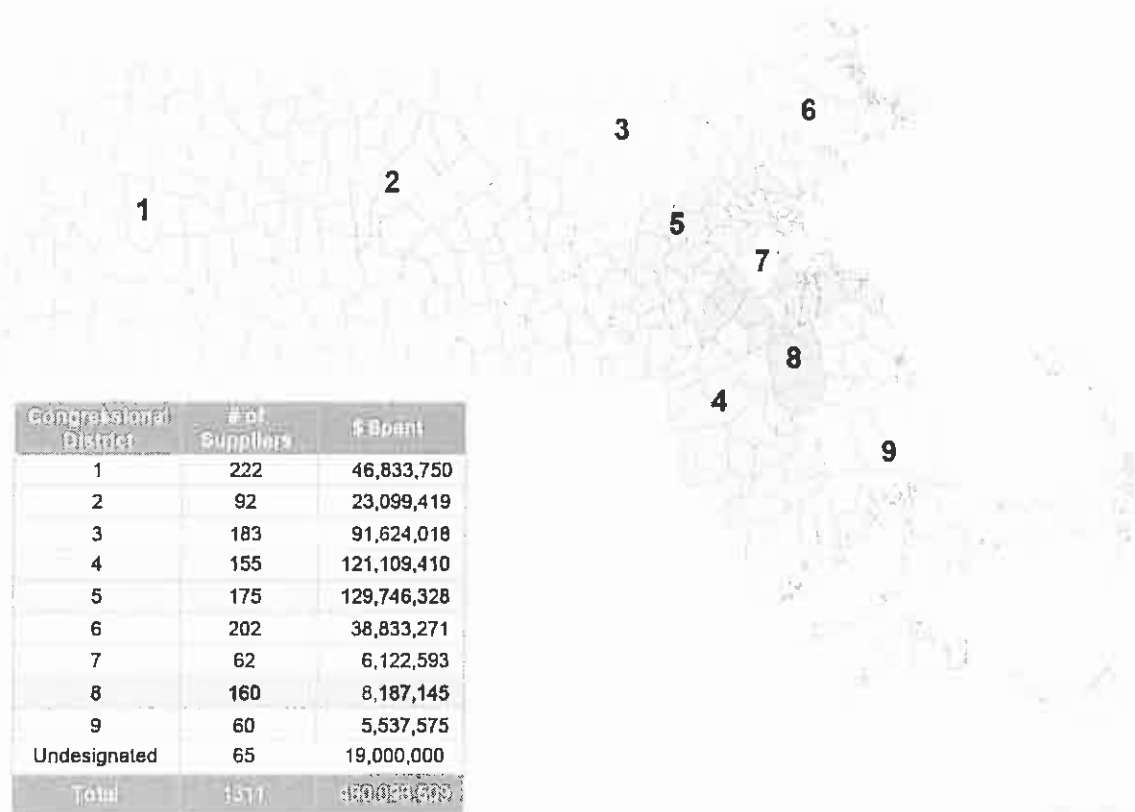 6
3
2
1
5
7
8
4
9
Congressional District # of Suppliers $ Spent
1 222 46,833,750
2 92 23,099,419
3 183 91,624,018
4 155 121,109,410
5 175 129,746,328
6 202 38,833,271
7 62 6,122,593
8 160 8,187,145
9 60 5,537,575
Undesignated 65 19,000,000
Total 1311